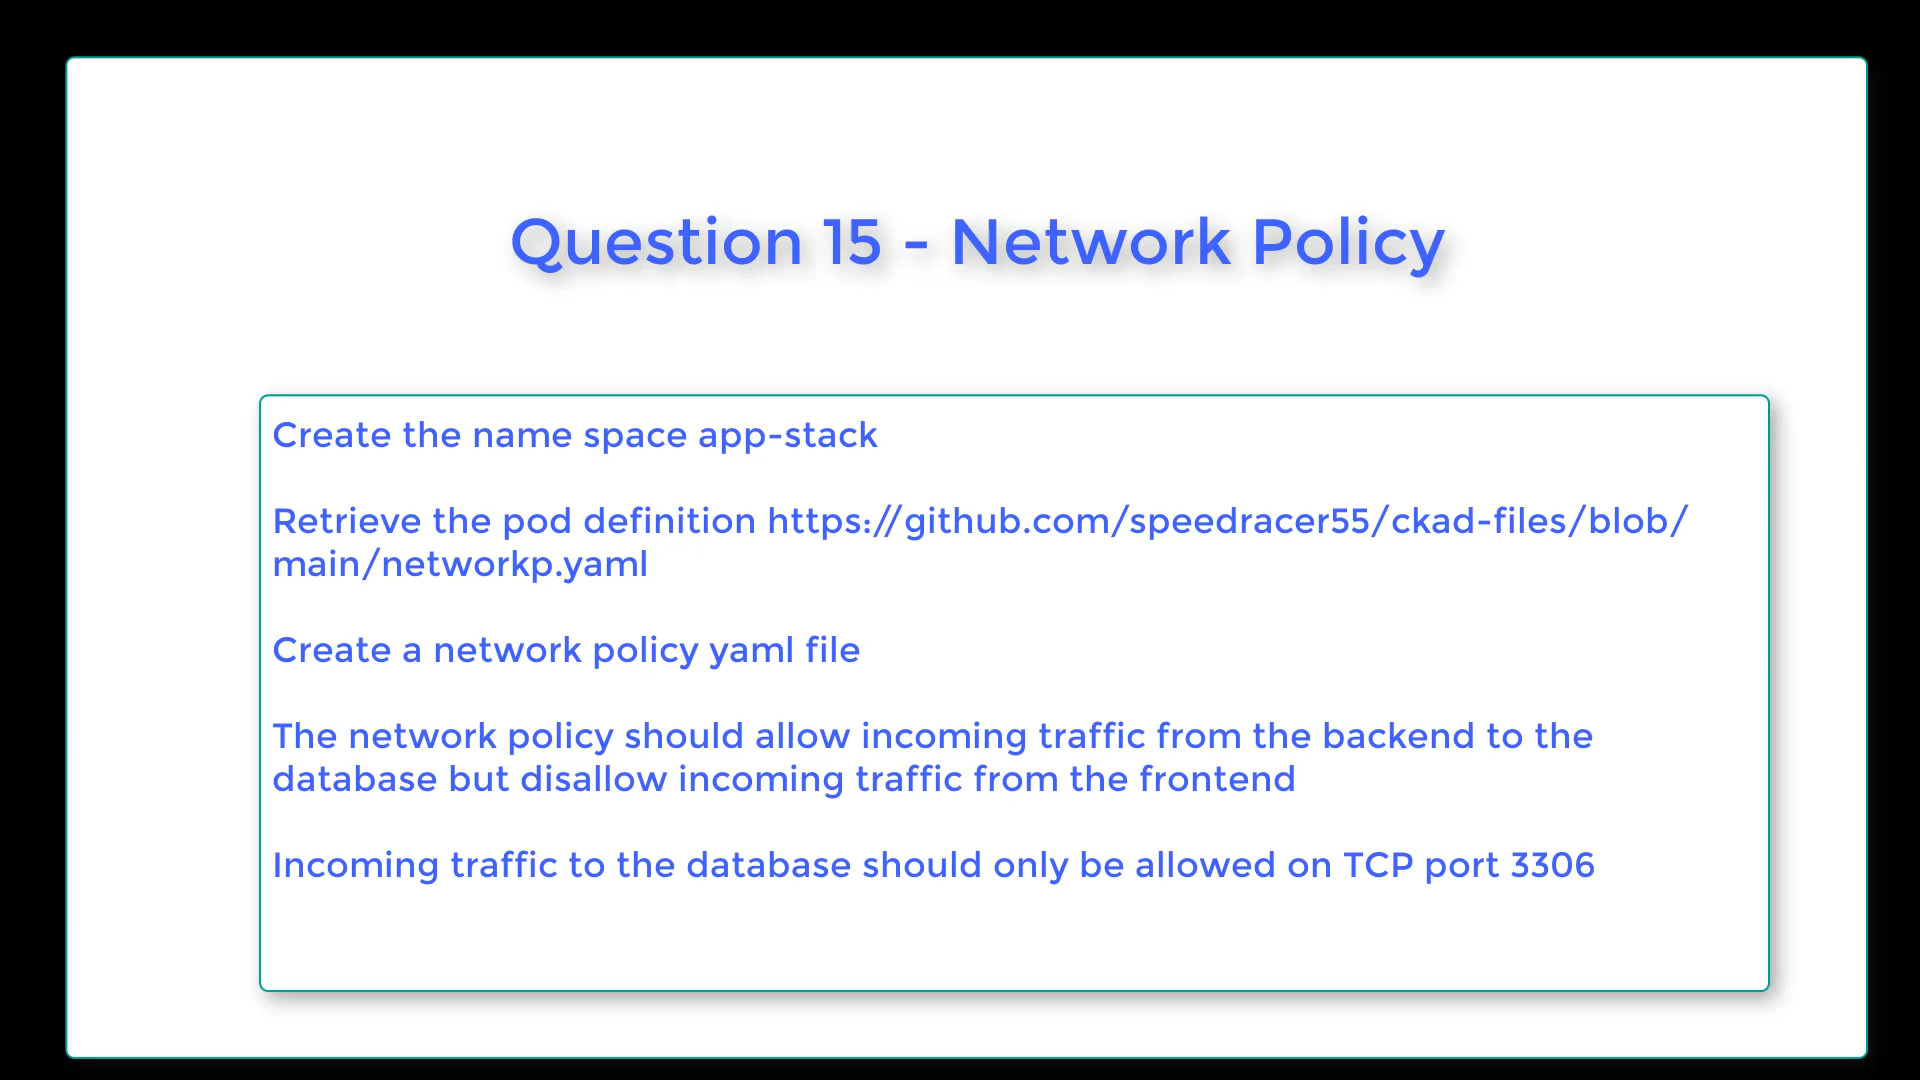 Question 15 - Network Policy
Create the name space app-stack
Retrieve the pod definition https://github.com/speedracer55/ckad-files/blob/
main/networkp.yaml
Create a network policy yaml file
The network policy should allow incoming traffic from the backend to the
database but disallow incoming traffic from the frontend
Incoming traffic to the database should only be allowed on TCP port 3306